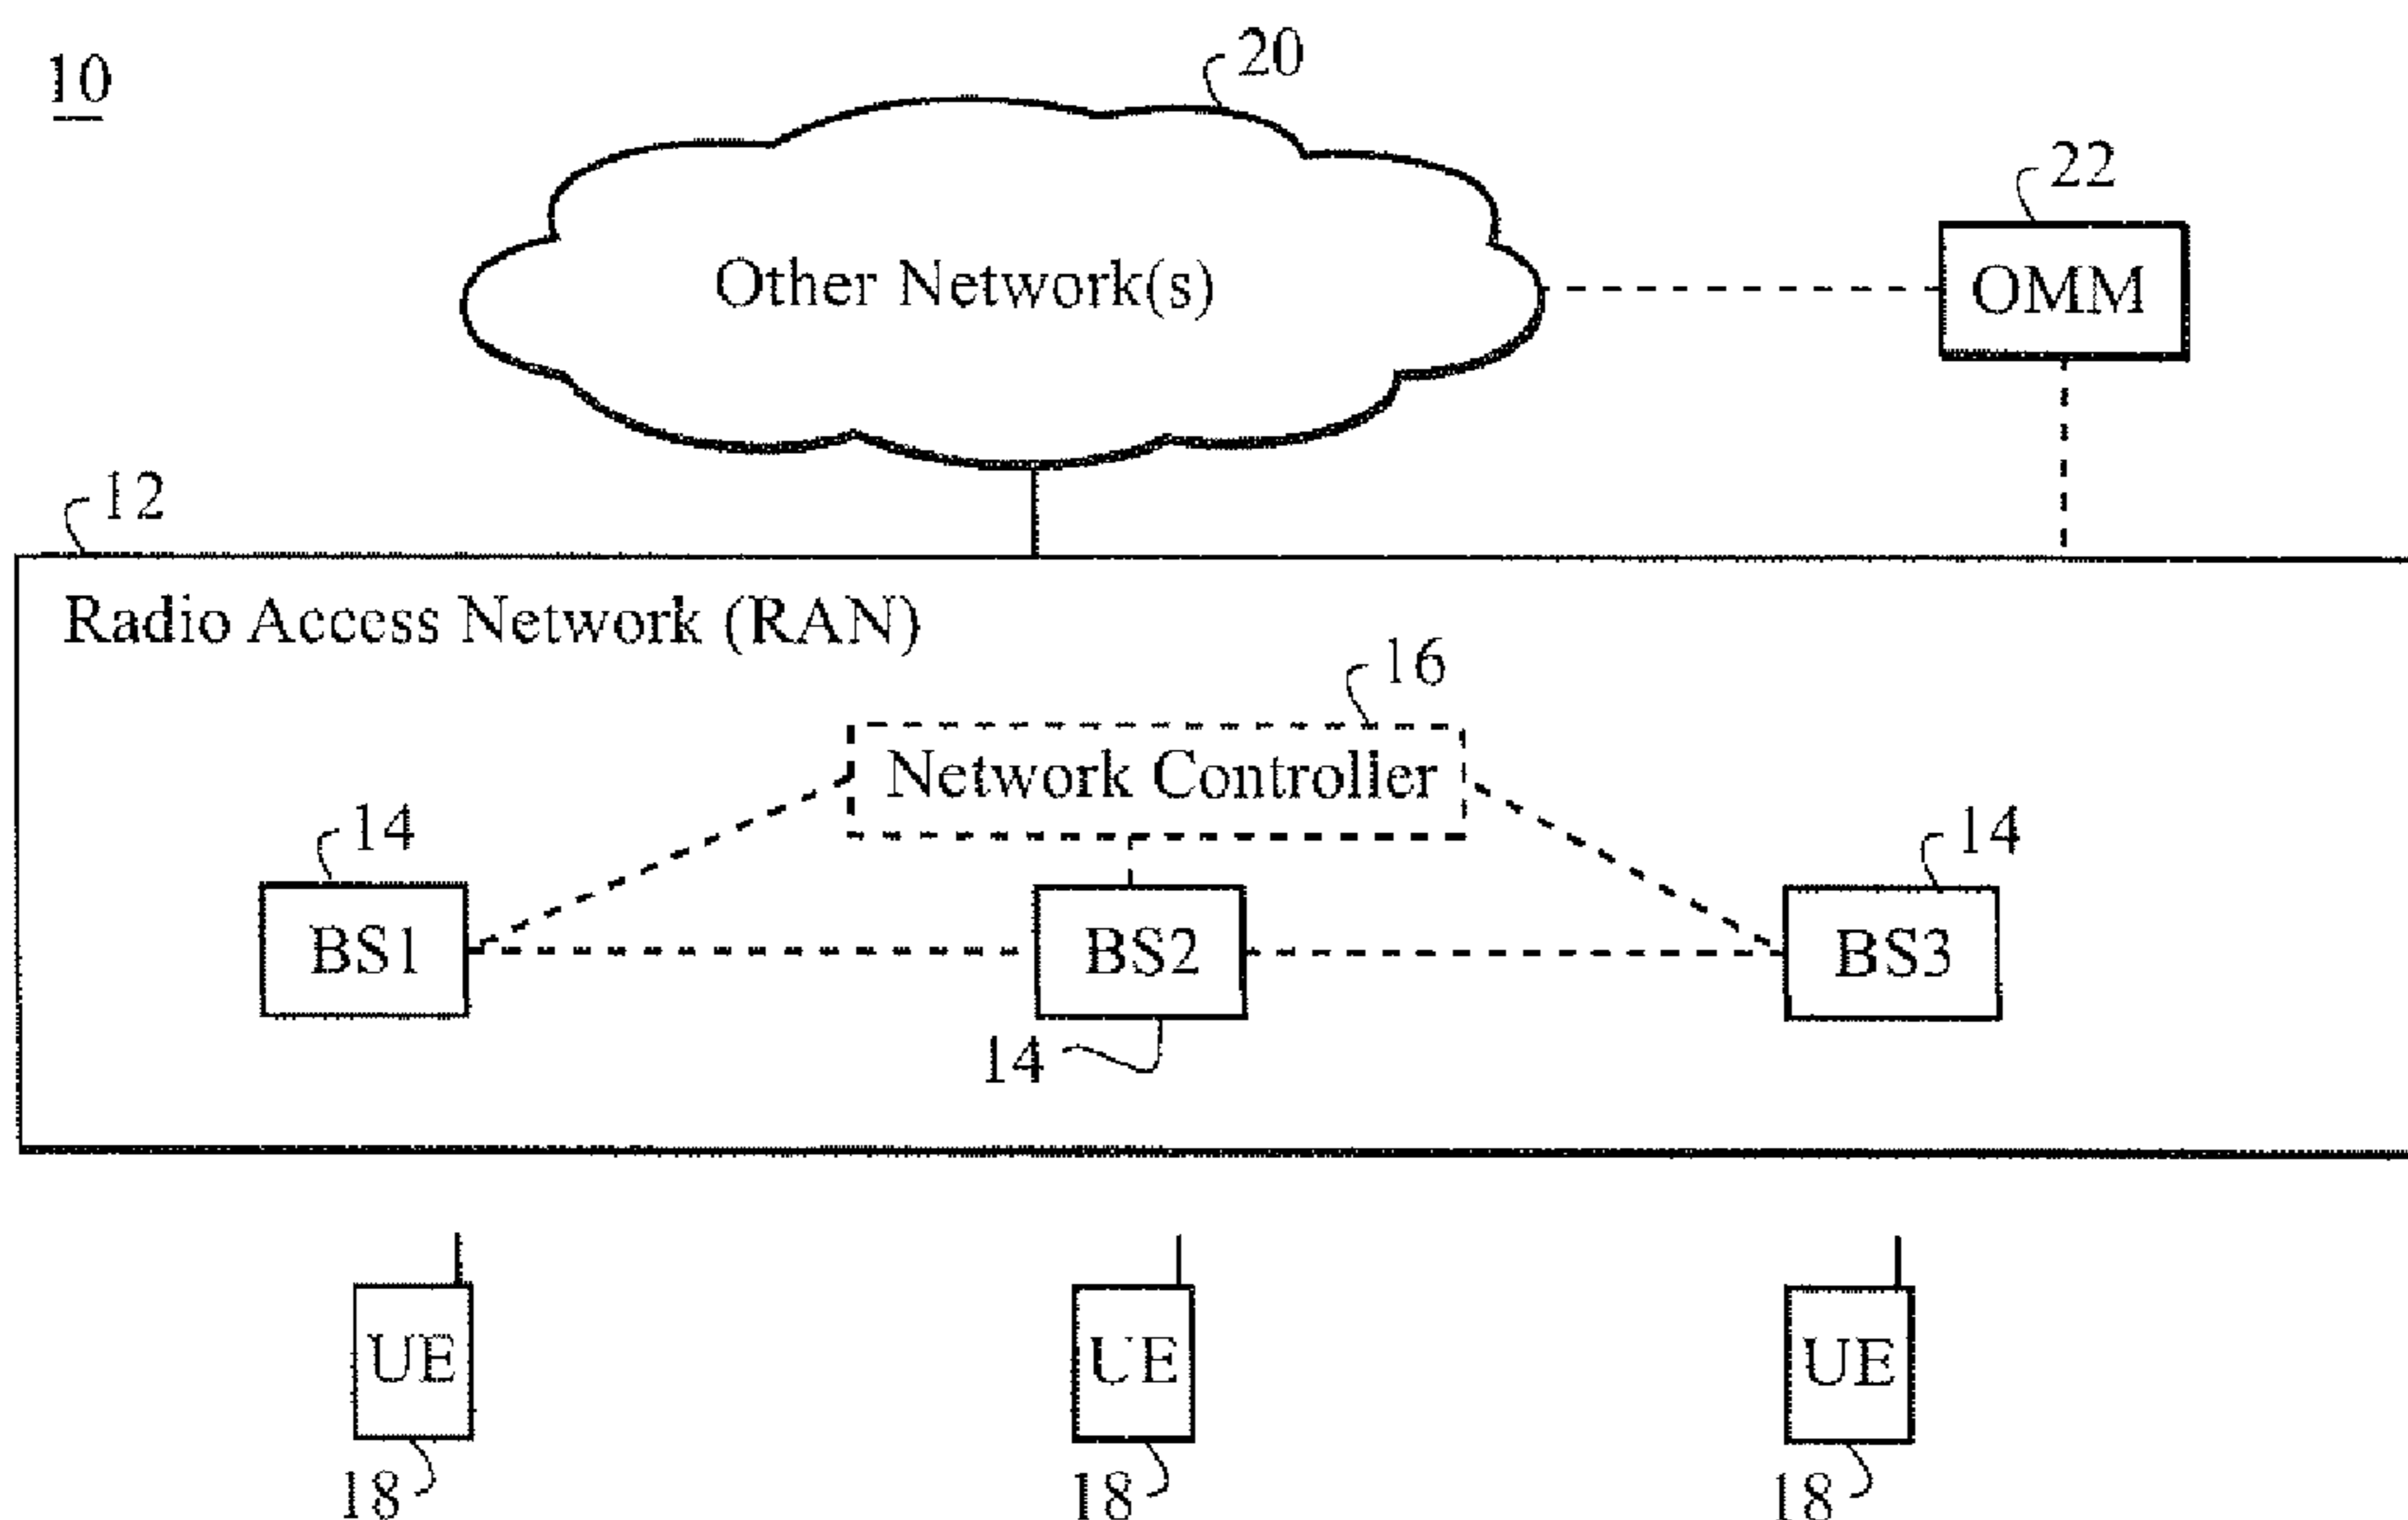 10
20
22
Other Network(s)
OMM
12
Radio Access Network (RAN)
16
Network Controller
14
14
BS1
BS2
BS3
14
UE
UE
UE
18
18
18